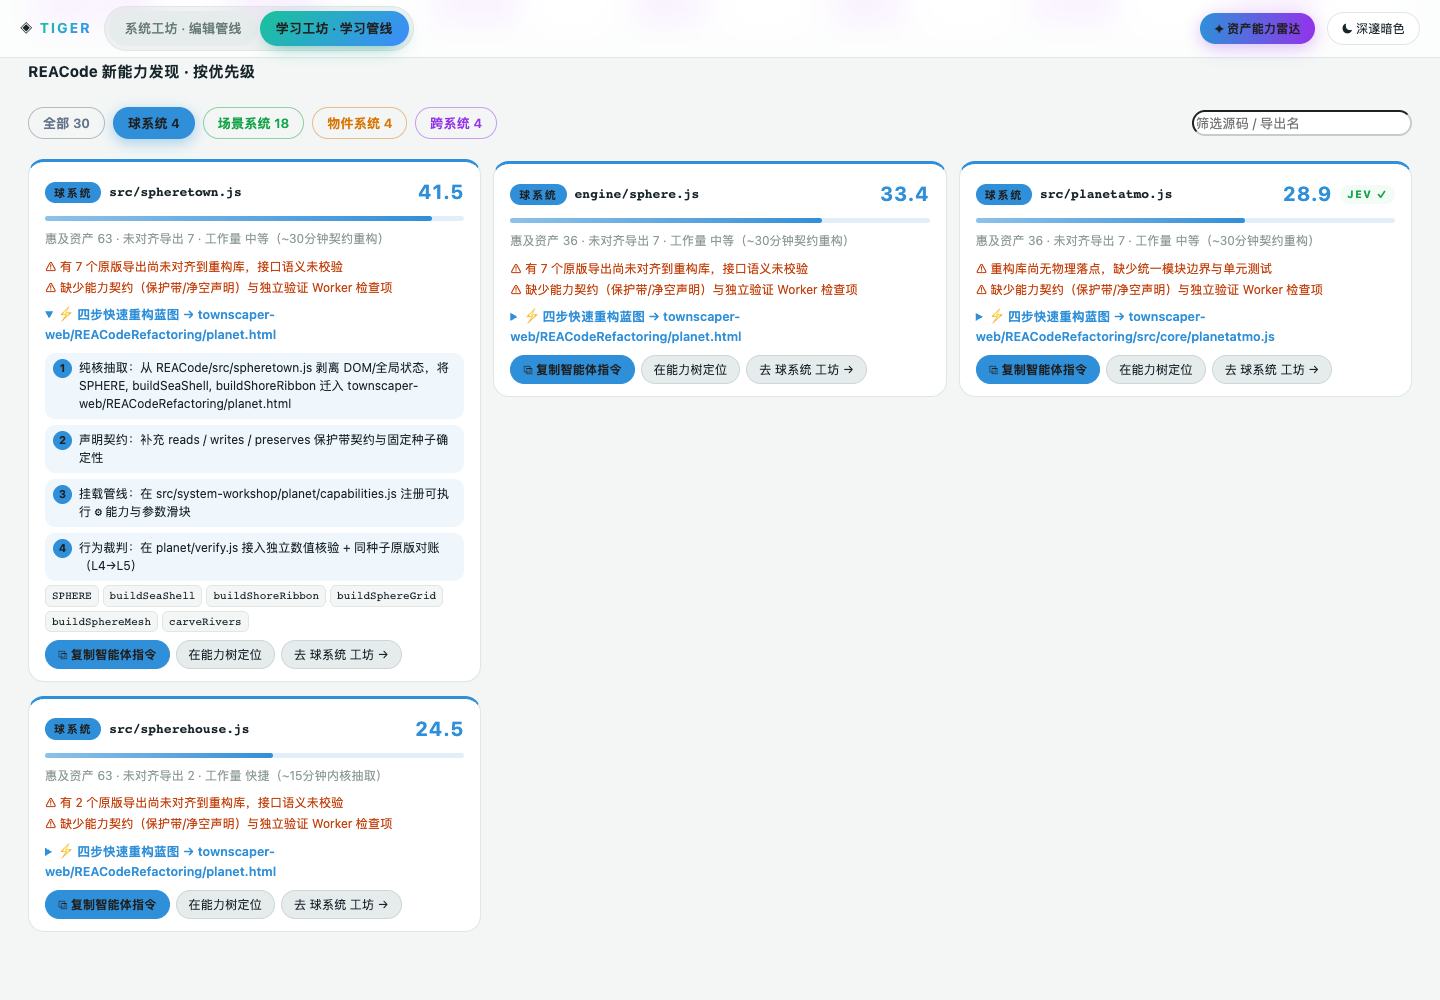 ◈ TIGER
系统工坊 · 编辑管线
学习工坊 · 学习管线
✦ 资产能力雷达
深邃暗色
REACode 新能力发现 · 按优先级
全部 30
球系统 4
场景系统 18
物件系统 4
跨系统 4
筛选源码 / 导出名
球系统 src/spheretown.js 41.5
惠及资产 63 · 未对齐导出 7 · 工作量 中等（~30分钟契约重构）
⚠ 有 7 个原版导出尚未对齐到重构库，接口语义未校验
⚠ 缺少能力契约（保护带/净空声明）与独立验证 Worker 检查项
▼ ⚡ 四步快速重构蓝图 → townscaper-
web/REACodeRefactoring/planet.html
1 纯核抽取：从 REACode/src/spheretown.js 剥离 DOM/全局状态，将
SPHERE, buildSeaShell, buildShoreRibbon 迁入 townscaper-
web/REACodeRefactoring/planet.html
2 声明契约：补充 reads / writes / preserves 保护带契约与固定种子确
定性
3 挂载管线：在 src/system-workshop/planet/capabilities.js 注册可执
行 ⚙ 能力与参数滑块
4 行为裁判：在 planet/verify.js 接入独立数值核验 + 同种子原版对账
（L4→L5）
SPHERE buildSeaShell buildShoreRibbon buildSphereGrid
buildSphereMesh carveRivers
⧉ 复制智能体指令 在能力树定位 去 球系统 工坊 →
球系统 engine/sphere.js 33.4
惠及资产 36 · 未对齐导出 7 · 工作量 中等（~30分钟契约重构）
⚠ 有 7 个原版导出尚未对齐到重构库，接口语义未校验
⚠ 缺少能力契约（保护带/净空声明）与独立验证 Worker 检查项
▶ ⚡ 四步快速重构蓝图 → townscaper-
web/REACodeRefactoring/planet.html
⧉ 复制智能体指令 在能力树定位 去 球系统 工坊 →
球系统 src/planetatmo.js 28.9 JEV ✓
惠及资产 36 · 未对齐导出 7 · 工作量 中等（~30分钟契约重构）
⚠ 重构库尚无物理落点，缺少统一模块边界与单元测试
⚠ 缺少能力契约（保护带/净空声明）与独立验证 Worker 检查项
▶ ⚡ 四步快速重构蓝图 → townscaper-
web/REACodeRefactoring/src/core/planetatmo.js
⧉ 复制智能体指令 在能力树定位 去 球系统 工坊 →
球系统 src/spherehouse.js 24.5
惠及资产 63 · 未对齐导出 2 · 工作量 快捷（~15分钟内核抽取）
⚠ 有 2 个原版导出尚未对齐到重构库，接口语义未校验
⚠ 缺少能力契约（保护带/净空声明）与独立验证 Worker 检查项
▶ ⚡ 四步快速重构蓝图 → townscaper-
web/REACodeRefactoring/planet.html
⧉ 复制智能体指令 在能力树定位 去 球系统 工坊 →